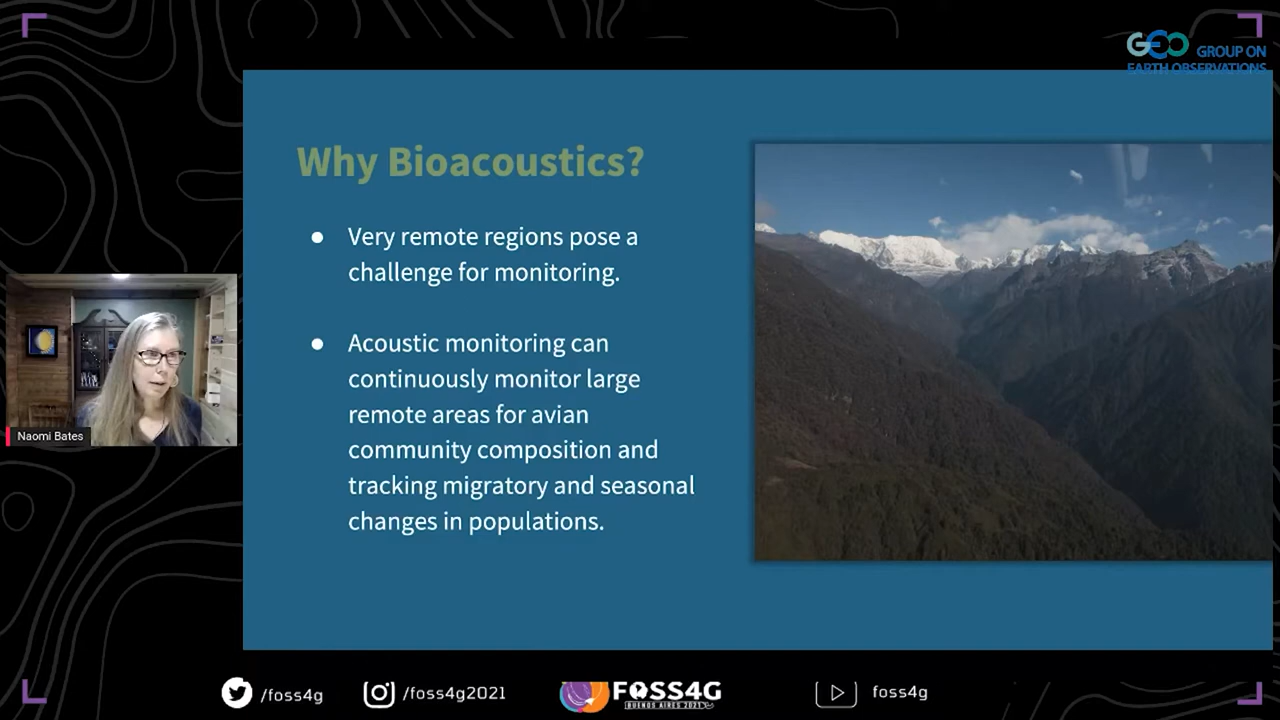 GEO GROUP ON
EARTH OBSERVATIONS
Why Bioacoustics?
● Very remote regions pose a
challenge for monitoring.
● Acoustic monitoring can
continuously monitor large
remote areas for avian
community composition and
tracking migratory and seasonal
changes in populations.
Naomi Bates
/foss4g
/foss4g2021
FOSS4G
BUENOS AIRES 2021
foss4g